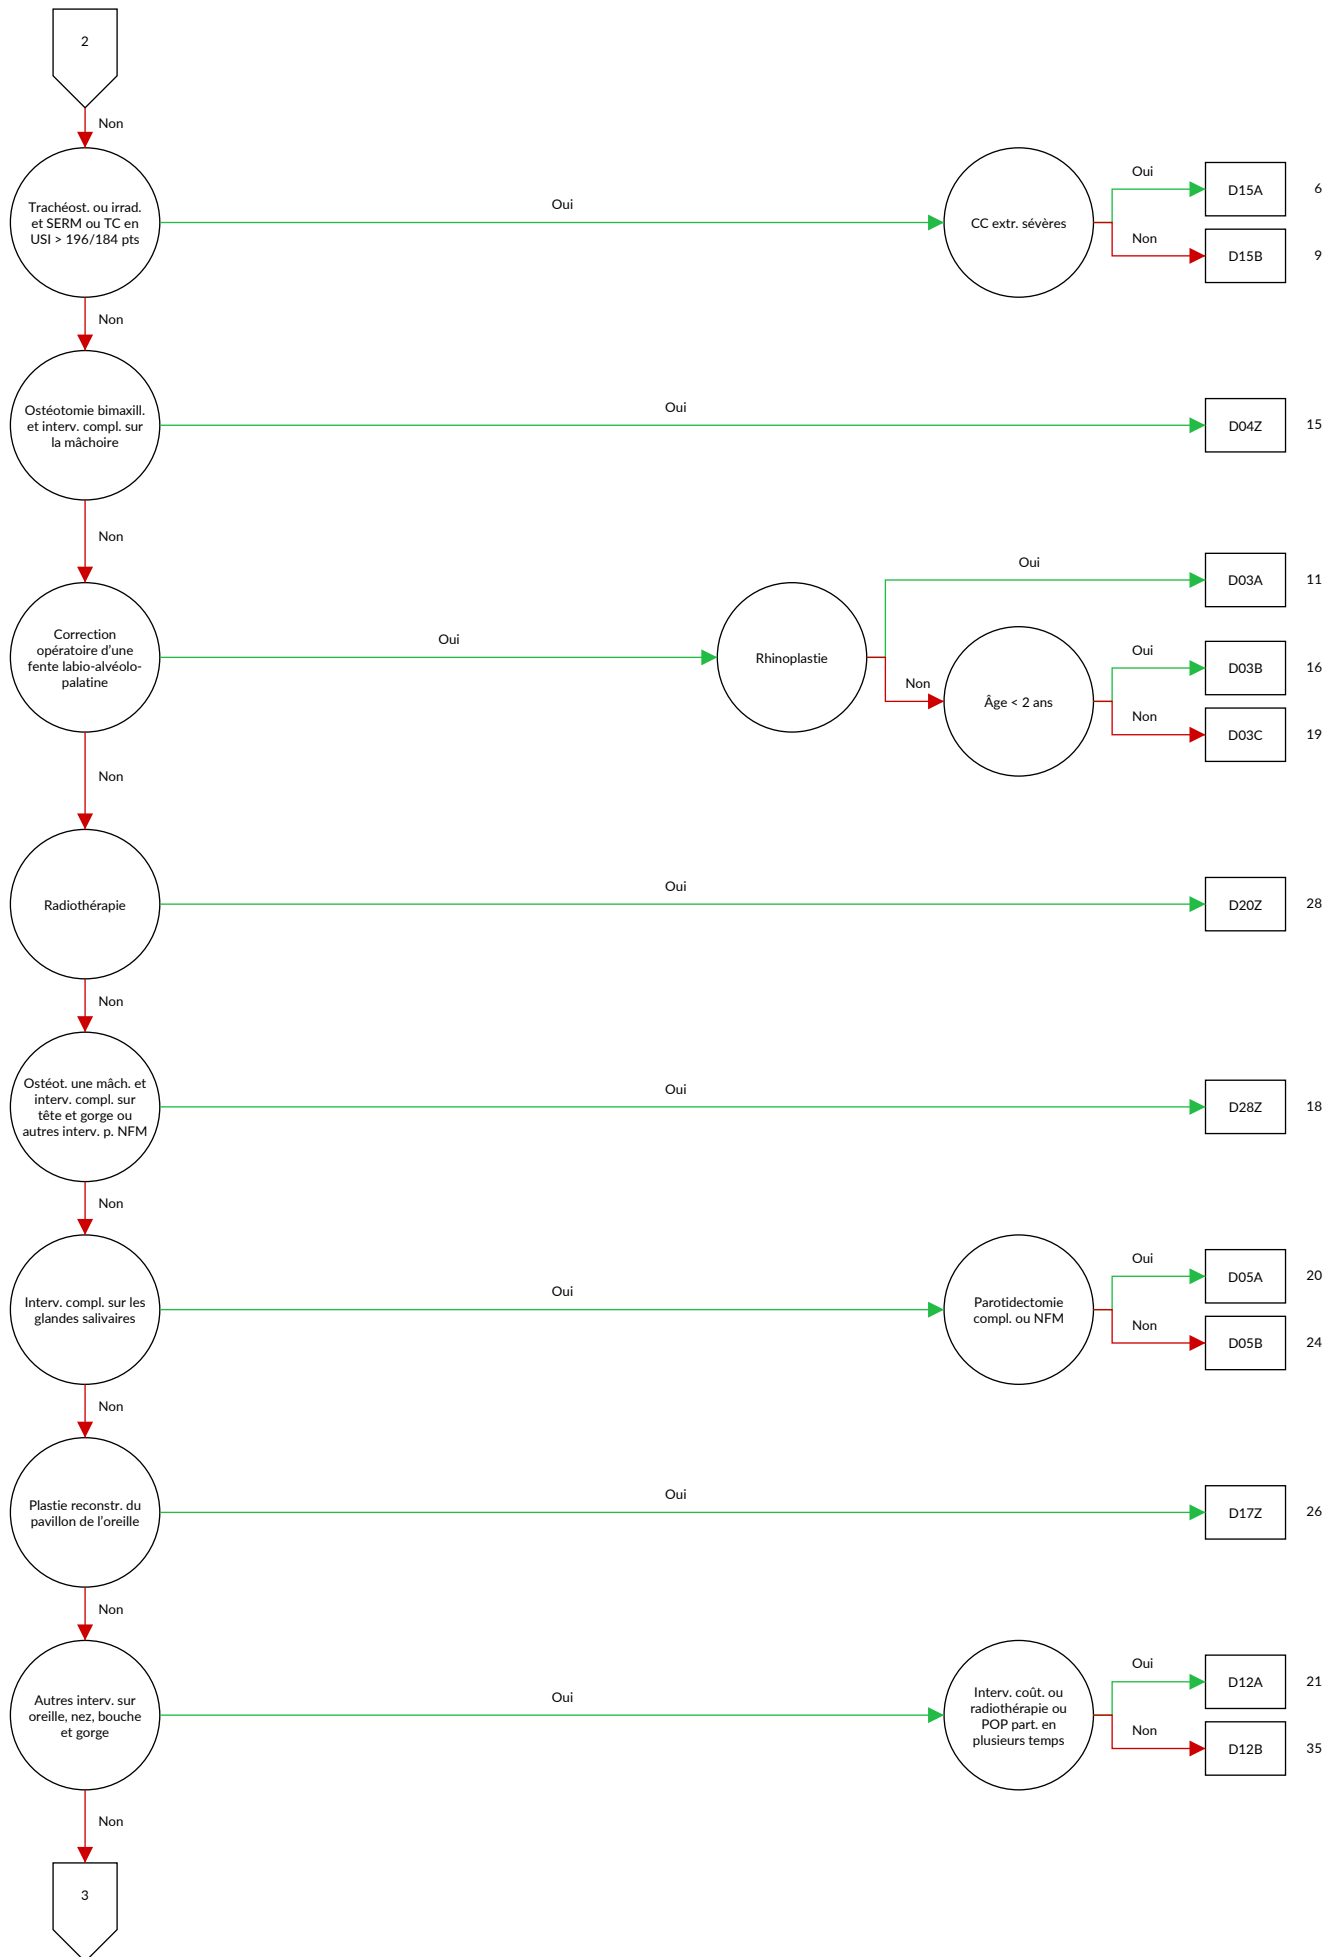 2
Non
Trachéost. ou irrad.
et SERM ou TC en
USI > 196/184 pts
Oui
CC extr. sévères
Oui
D15A
6
Non
D15B
9
Non
Ostéotomie bimaxill.
et interv. compl. sur
la mâchoire
Oui
D04Z
15
Non
Correction
opératoire d'une
fente labio-alvéolo-
palatine
Oui
Rhinoplastie
Oui
D03A
11
Non
Âge < 2 ans
Oui
D03B
16
Non
D03C
19
Non
Radiothérapie
Oui
D20Z
28
Non
Ostéot. une mâch. et
interv. compl. sur
tête et gorge ou
autres interv. p. NFM
Oui
D28Z
18
Non
Interv. compl. sur les
glandes salivaires
Oui
Parotidectomie
compl. ou NFM
Oui
D05A
20
Non
D05B
24
Non
Plastie reconstr. du
pavillon de l'oreille
Oui
D17Z
26
Non
Autres interv. sur
oreille, nez, bouche
et gorge
Oui
Interv. coût. ou
radiothérapie ou
POP part. en
plusieurs temps
Oui
D12A
21
Non
D12B
35
Non
3